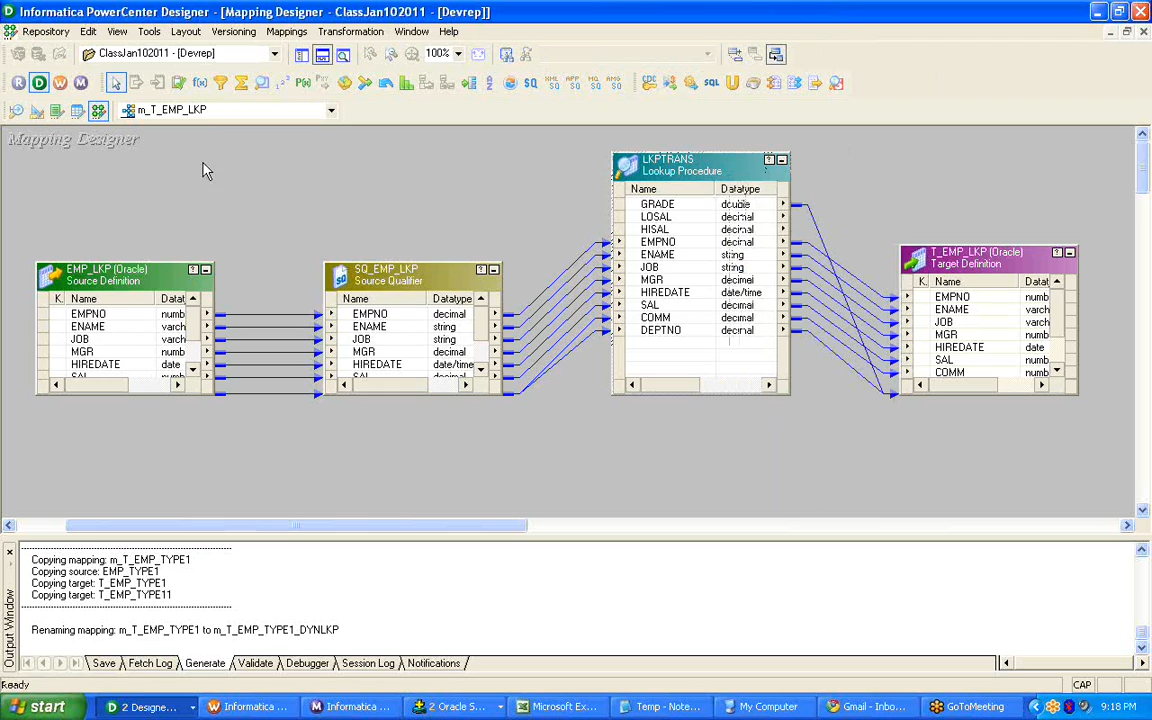 Informatica PowerCenter Designer - [Mapping Designer - ClassJan102011 - [Devrep]]
Repository Edit View Tools Layout Versioning Mappings Transformation Window Help
ClassJan102011 - [Devrep] 100%
R D W M
m_T_EMP_LKP
Mapping Designer
LKPTRANS
Lookup Procedure
Name Datatype
GRADE double
LOSAL decimal
HISAL decimal
EMPNO decimal
ENAME string
JOB string
MGR decimal
HIREDATE date/time
SAL decimal
COMM decimal
DEPTNO decimal
EMP_LKP (Oracle)
Source Definition
K. Name Datat
EMPNO numb
ENAME varch
JOB varch
MGR numb
HIREDATE date
SAL numb
SQ_EMP_LKP
Source Qualifier
Name Datatype
EMPNO decimal
ENAME string
JOB string
MGR decimal
HIREDATE date/time
SAL decimal
T_EMP_LKP (Oracle)
Target Definition
K. Name Datat
EMPNO numb
ENAME varch
JOB varch
MGR numb
HIREDATE date
SAL numb
COMM numb
Copying mapping: m_T_EMP_TYPE1
Copying source: EMP_TYPE1
Copying target: T_EMP_TYPE1
Copying target: T_EMP_TYPE11
Renaming mapping: m_T_EMP_TYPE1 to m_T_EMP_TYPE1_DYNLKP
Output Window
Save Fetch Log Generate Validate Debugger Session Log Notifications
Ready CAP
start 2 Designe... Informatica ... Informatica ... 2 Oracle S... Microsoft Ex... Temp - Note... My Computer Gmail - Inbo... GoToMeeting 9:18 PM